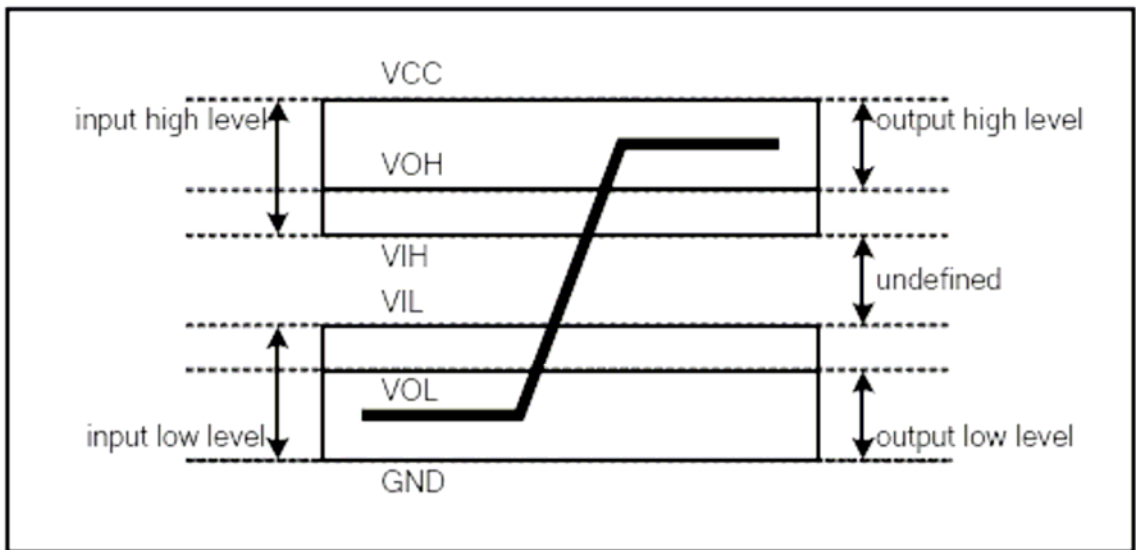 VCC
input high level
output high level
VOH
VIH
undefined
VIL
VOL
input low level
output low level
GND